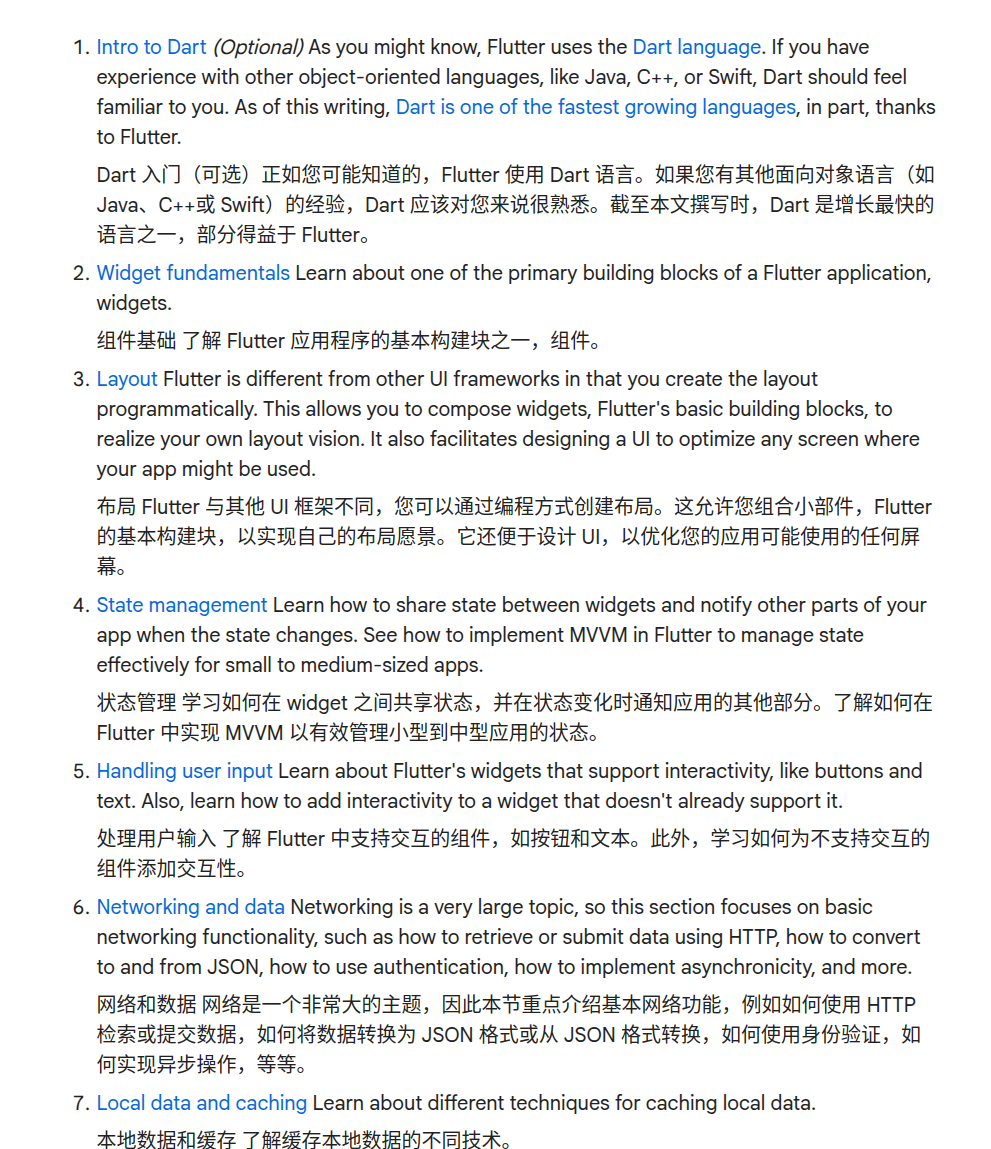 1. Intro to Dart (Optional) As you might know, Flutter uses the Dart language. If you have
experience with other object-oriented languages, like Java, C++, or Swift, Dart should feel
familiar to you. As of this writing, Dart is one of the fastest growing languages, in part, thanks
to Flutter.
Dart 入门（可选）正如您可能知道的，Flutter 使用 Dart 语言。如果您有其他面向对象语言（如
Java、C++或 Swift）的经验，Dart 应该对您来说很熟悉。截至本文撰写时，Dart 是增长最快的
语言之一，部分得益于 Flutter。
2. Widget fundamentals Learn about one of the primary building blocks of a Flutter application,
widgets.
组件基础 了解 Flutter 应用程序的基本构建块之一，组件。
3. Layout Flutter is different from other UI frameworks in that you create the layout
programmatically. This allows you to compose widgets, Flutter's basic building blocks, to
realize your own layout vision. It also facilitates designing a UI to optimize any screen where
your app might be used.
布局 Flutter 与其他 UI 框架不同，您可以通过编程方式创建布局。这允许您组合小部件，Flutter
的基本构建块，以实现自己的布局愿景。它还便于设计 UI，以优化您的应用可能使用的任何屏
幕。
4. State management Learn how to share state between widgets and notify other parts of your
app when the state changes. See how to implement MVVM in Flutter to manage state
effectively for small to medium-sized apps.
状态管理 学习如何在 widget 之间共享状态，并在状态变化时通知应用的其他部分。了解如何在
Flutter 中实现 MVVM 以有效管理小型到中型应用的状态。
5. Handling user input Learn about Flutter's widgets that support interactivity, like buttons and
text. Also, learn how to add interactivity to a widget that doesn't already support it.
处理用户输入 了解 Flutter 中支持交互的组件，如按钮和文本。此外，学习如何为不支持交互的
组件添加交互性。
6. Networking and data Networking is a very large topic, so this section focuses on basic
networking functionality, such as how to retrieve or submit data using HTTP, how to convert
to and from JSON, how to use authentication, how to implement asynchronicity, and more.
网络和数据 网络是一个非常大的主题，因此本节重点介绍基本网络功能，例如如何使用 HTTP
检索或提交数据，如何将数据转换为 JSON 格式或从 JSON 格式转换，如何使用身份验证，如
何实现异步操作，等等。
7. Local data and caching Learn about different techniques for caching local data.
本地数据和缓存 了解缓存本地数据的不同技术。